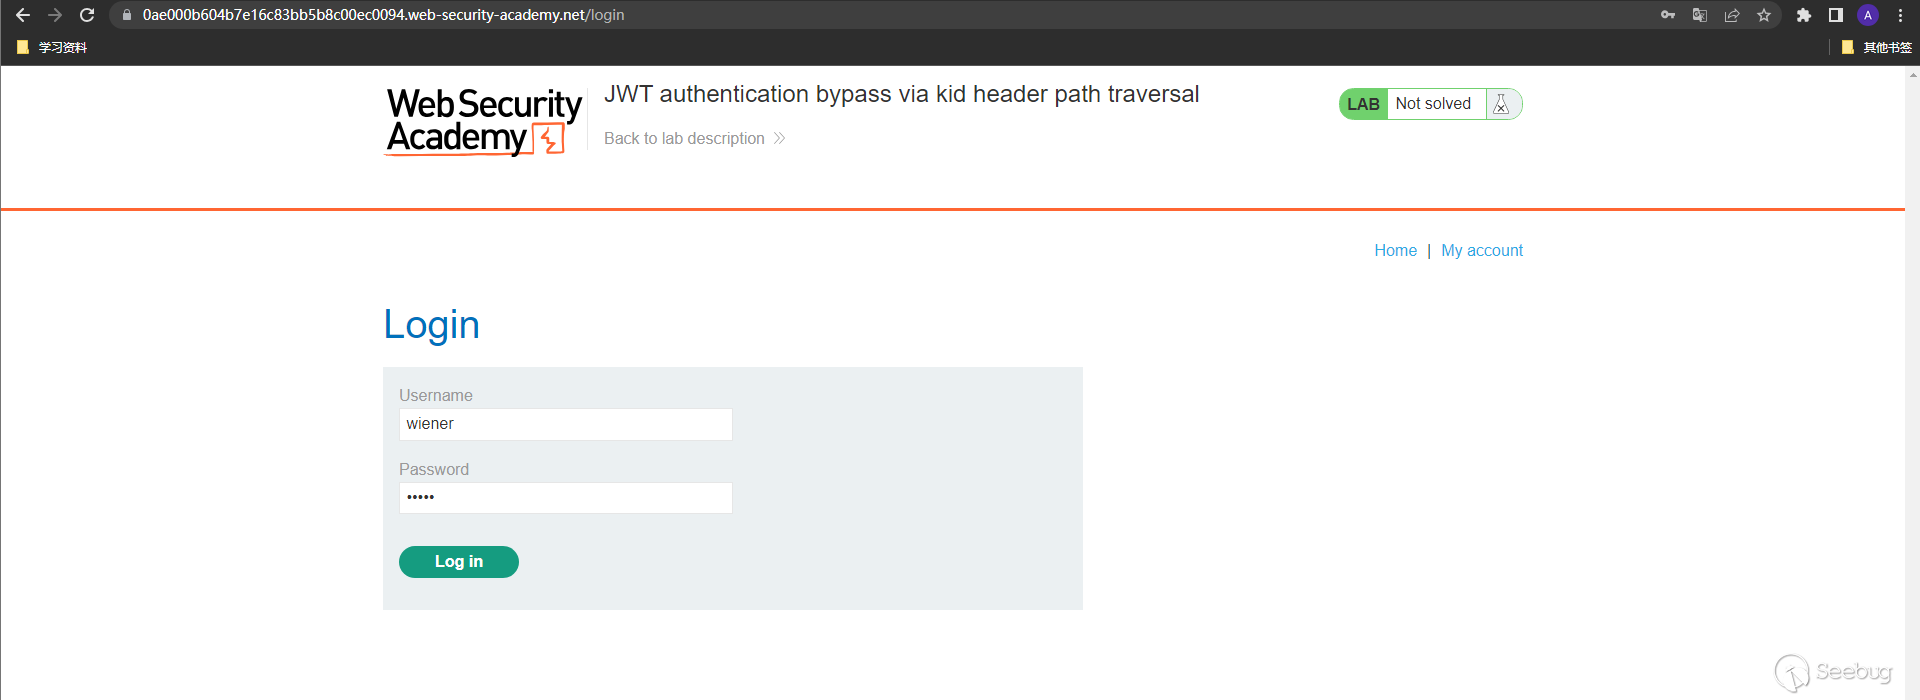 0ae000b604b7e16c83bb5b8c00ec0094.web-security-academy.net/login
A
学习资料
其他书签
Web Security
Academy
JWT authentication bypass via kid header path traversal
Back to lab description
LAB Not solved
Home | My account
Login
Username
wiener
Password
•••••
Log in
Seebug